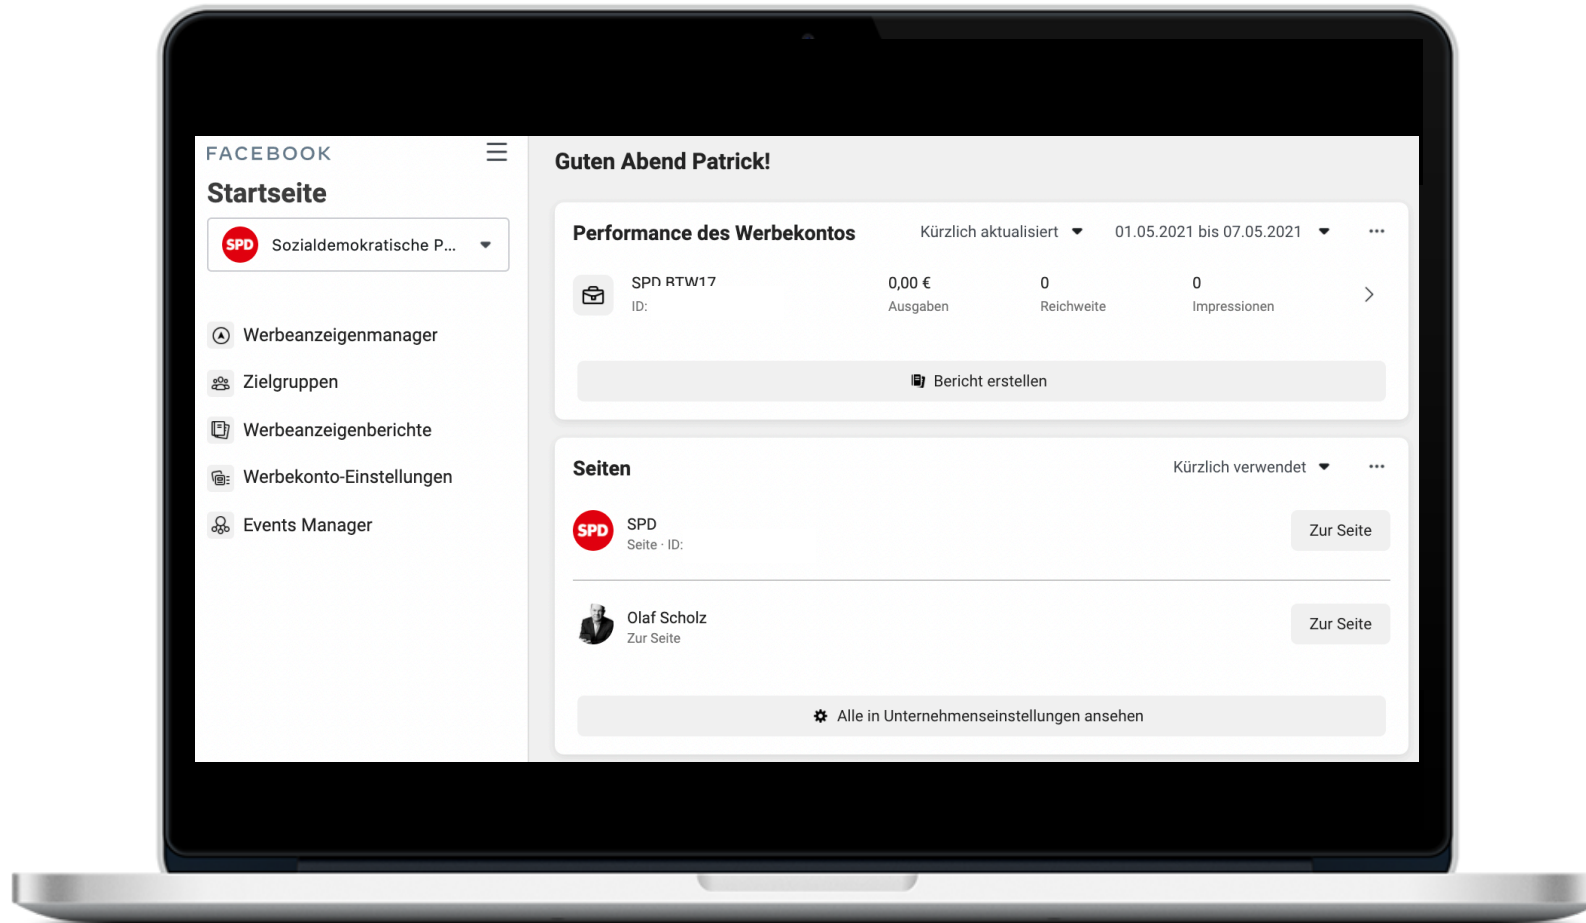 FACEBOOK
Startseite
SPD Sozialdemokratische P...
Werbeanzeigenmanager
Zielgruppen
Werbeanzeigenberichte
Werbekonto-Einstellungen
Events Manager
Guten Abend Patrick!
Performance des Werbekontos Kürzlich aktualisiert 01.05.2021 bis 07.05.2021
SPD BTW17 0,00 € 0 0
ID: Ausgaben Reichweite Impressionen
Bericht erstellen
Seiten Kürzlich verwendet
SPD SPD Zur Seite
Seite · ID:
Olaf Scholz Zur Seite
Zur Seite
Alle in Unternehmenseinstellungen ansehen